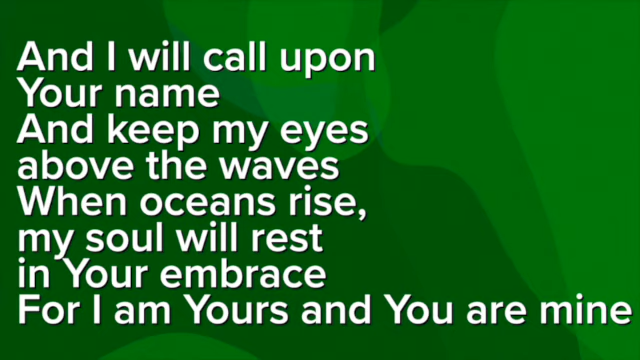 And I will call upon
Your name
And keep my eyes
above the waves
When oceans rise,
my soul will rest
in Your embrace
For I am Yours and You are mine